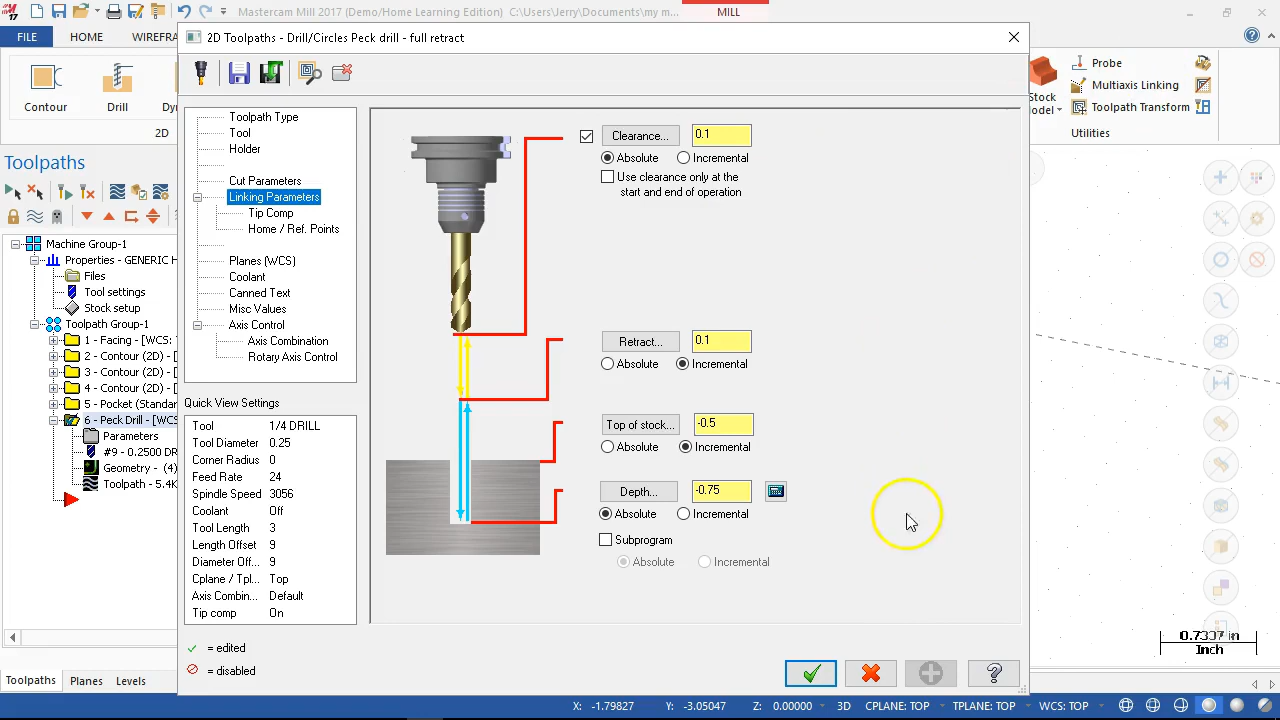 Mastercam Mill 2017 (Demo/Home Learning Edition) C:\Users\Jerry\Documents\my m...
MILL
17
FILE
HOME
WIREFRA
2D Toolpaths - Drill/Circles Peck drill - full retract
Contour
Drill
Dy
2D
Stock
Model
Probe
Multiaxis Linking
Toolpath Transform
Utilities
Toolpaths
Machine Group-1
Properties - GENERIC H
Files
Tool settings
Stock setup
Toolpath Group-1
1 - Facing - [WCS:
2 - Contour (2D) - [
3 - Contour (2D) - [
4 - Contour (2D) - [
5 - Pocket (Standar
6 - Peck Drill - [WCS
Parameters
#9 - 0.2500 DR
Geometry - (4)
Toolpath - 5.4K
Toolpath Type
Tool
Holder
Cut Parameters
Linking Parameters
Tip Comp
Home / Ref. Points
Planes (WCS)
Coolant
Canned Text
Misc Values
Axis Control
Axis Combination
Rotary Axis Control
Quick View Settings
Tool 1/4 DRILL
Tool Diameter 0.25
Corner Radius 0
Feed Rate 24
Spindle Speed 3056
Coolant Off
Tool Length 3
Length Offset 9
Diameter Off... 9
Cplane / Tpl... Top
Axis Combin... Default
Tip comp On
= edited
= disabled
Clearance... 0.1
Absolute Incremental
Use clearance only at the
start and end of operation
Retract... 0.1
Absolute Incremental
Top of stock... -0.5
Absolute Incremental
Depth... -0.75
Absolute Incremental
Subprogram
Absolute Incremental
0.7337 in
Inch
Toolpaths Planes Levels
X: -1.79827 Y: -3.05047 Z: 0.00000 3D CPLANE: TOP TPLANE: TOP WCS: TOP